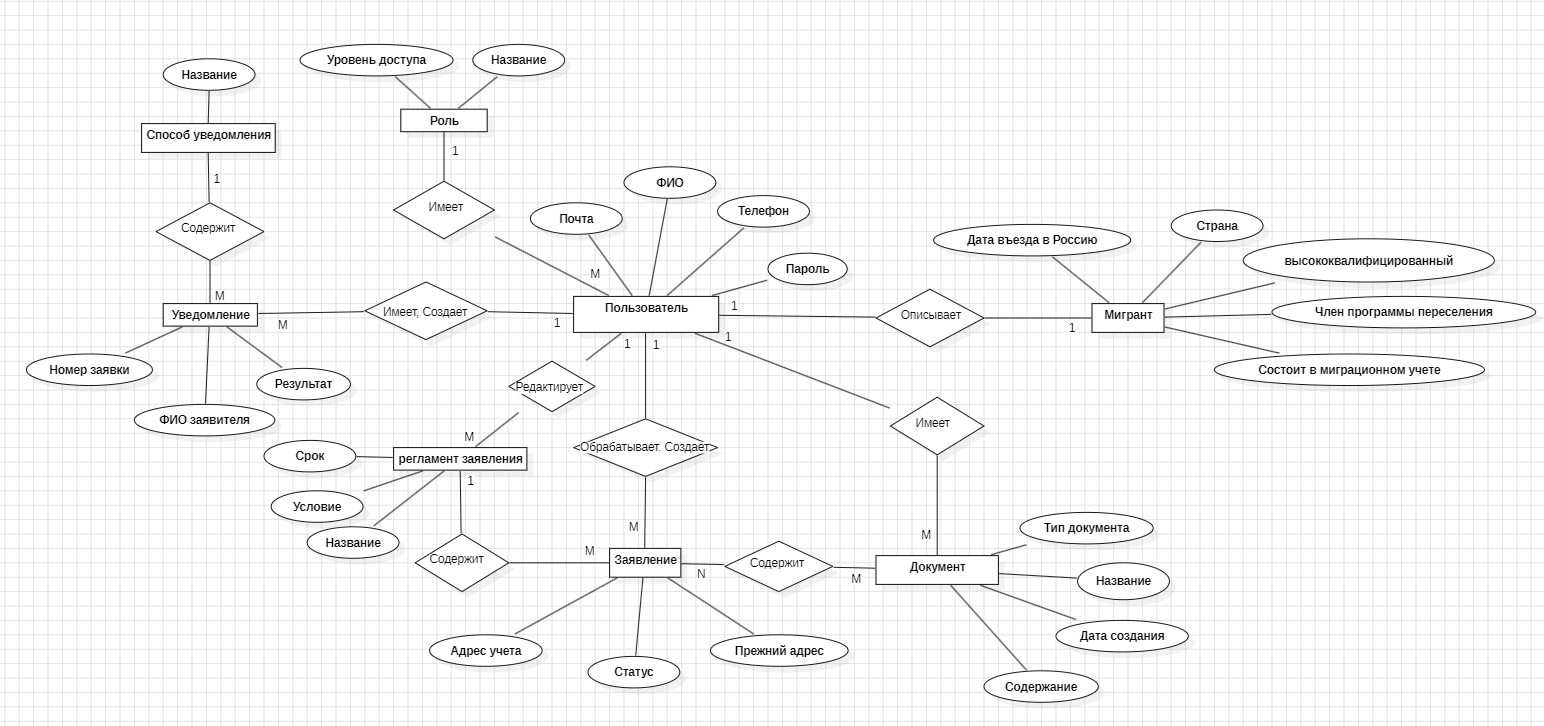 Уровень доступа
Название
Название
Роль
Способ уведомления
1
1
ФИО
Имеет
Почта
Телефон
Содержит
Дата въезда в Россию
Страна
высококвалифицированный
Пароль
М
М
Уведомление
М
Имеет, Создает
1
Пользователь
1
Описывает
1
Мигрант
Член программы переселения
1
1
1
Номер заявки
Результат
ФИО заявителя
Редактирует
Состоит в миграционном учете
Имеет
М
Обрабатывает. Создает
Срок
регламент заявления
1
Условие
Название
Содержит
М
М
Заявление
N
Содержит
М
М
Документ
Тип документа
Название
Дата создания
Содержание
Адрес учета
Статус
Прежний адрес